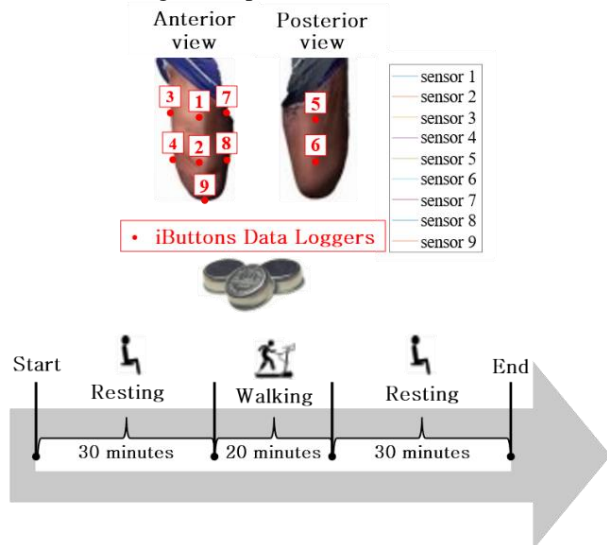 Anterior view
Posterior view
3
1
7
4
2
8
9
5
6
sensor 1
sensor 2
sensor 3
sensor 4
sensor 5
sensor 6
sensor 7
sensor 8
sensor 9
• iButtons Data Loggers
Start
Resting
Walking
Resting
End
30 minutes
20 minutes
30 minutes